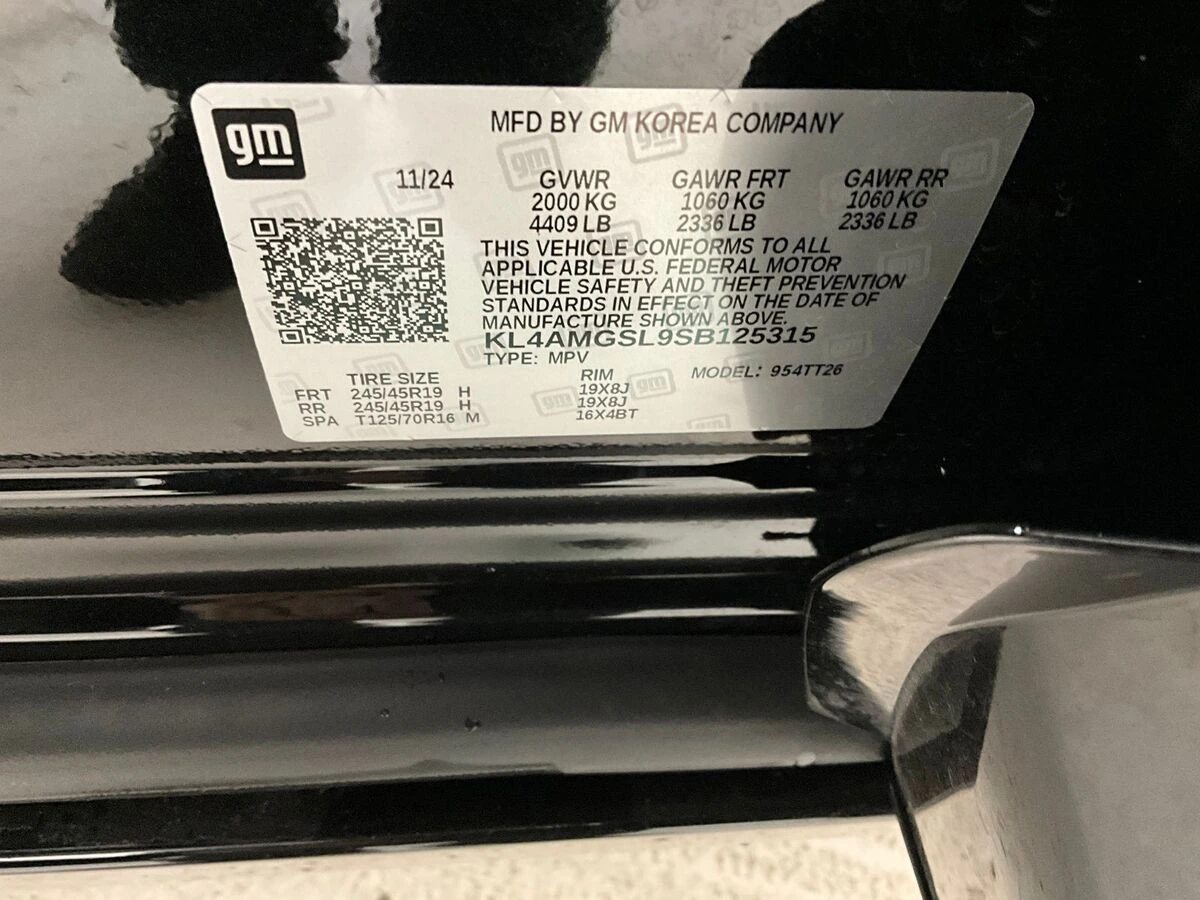 gm
MFD BY GM KOREA COMPANY
11/24 GVWR GAWR FRT GAWR RR
2000 KG 1060 KG 1060 KG
4409 LB 2336 LB 2336 LB
THIS VEHICLE CONFORMS TO ALL
APPLICABLE U.S. FEDERAL MOTOR
VEHICLE SAFETY AND THEFT PREVENTION
STANDARDS IN EFFECT ON THE DATE OF
MANUFACTURE SHOWN ABOVE.
KL4AMGSL9SB125315
TYPE: MPV MODEL: 954TT26
TIRE SIZE RIM
FRT 245/45R19 H 19X8J
RR 245/45R19 H 19X8J
SPA T125/70R16 M 16X4BT